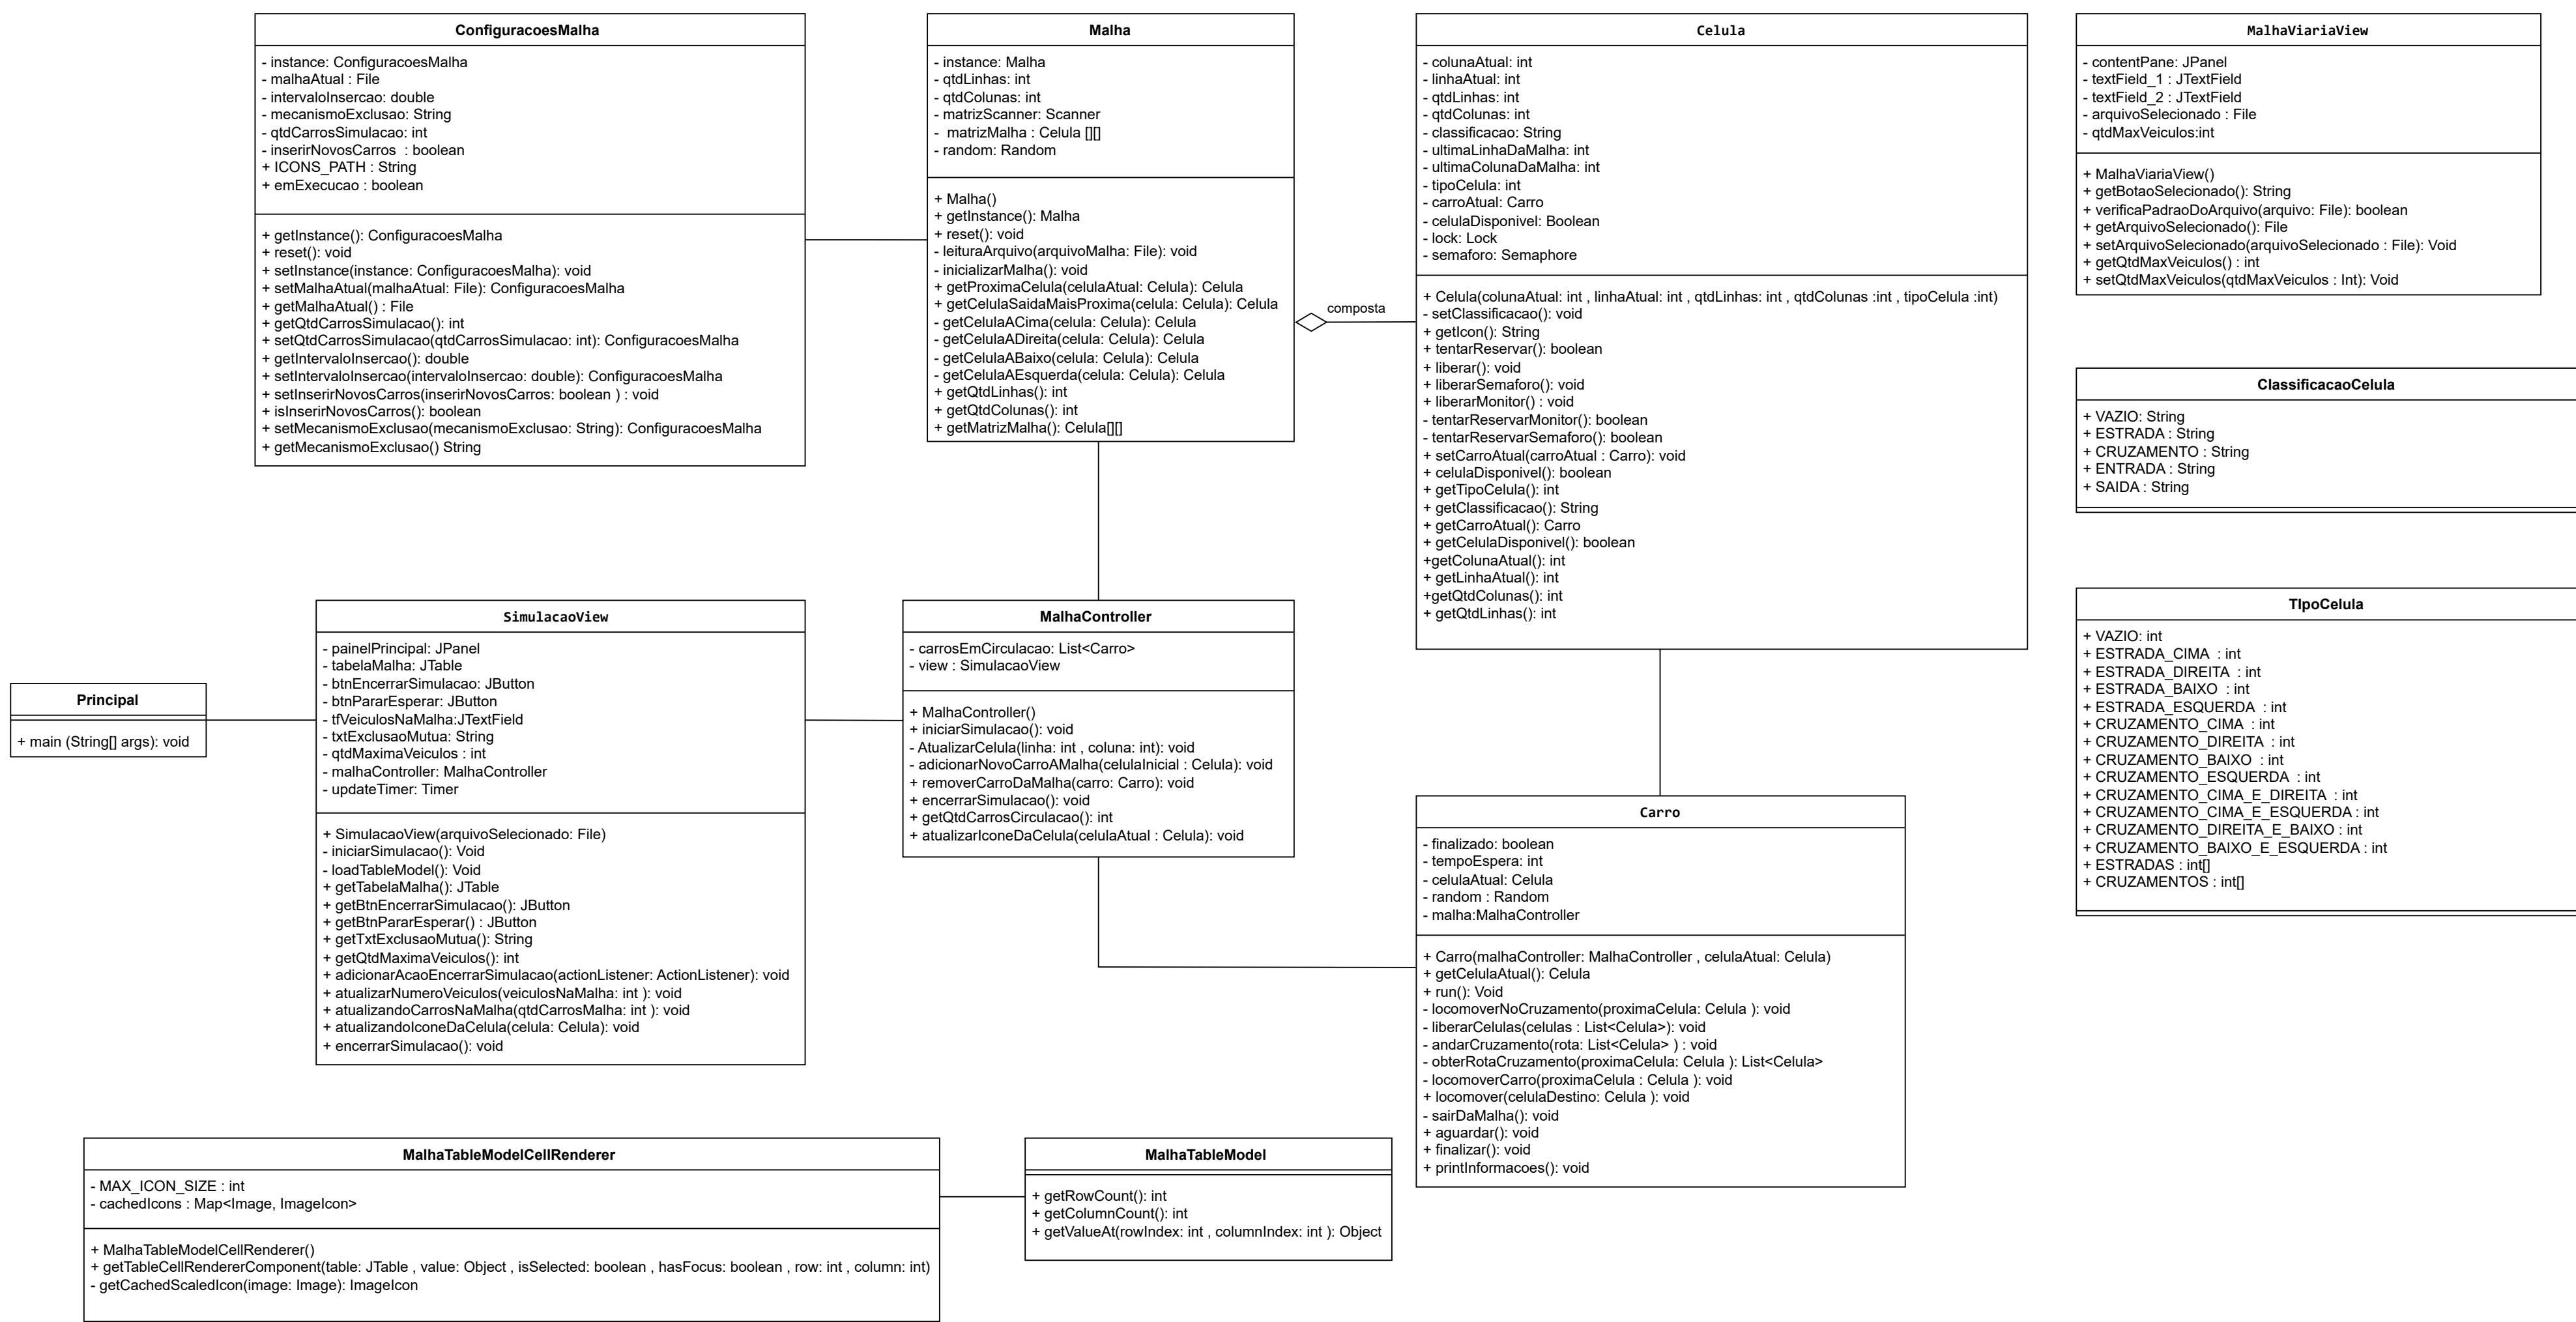 ConfiguracoesMalha
- instance: ConfiguracoesMalha
- malhaAtual : File
- intervaloInsercao: double
- mecanismoExclusao: String
- qtdCarrosSimulacao: int
- inserirNovosCarros  : boolean
+ ICONS_PATH : String
+ emExecucao : boolean
+ getInstance(): ConfiguracoesMalha
+ reset(): void
+ setInstance(instance: ConfiguracoesMalha): void
+ setMalhaAtual(malhaAtual: File): ConfiguracoesMalha
+ getMalhaAtual() : File
+ getQtdCarrosSimulacao(): int
+ setQtdCarrosSimulacao(qtdCarrosSimulacao: int): ConfiguracoesMalha
+ getIntervaloInsercao(): double
+ setIntervaloInsercao(intervaloInsercao: double): ConfiguracoesMalha
+ setInserirNovosCarros(inserirNovosCarros: boolean ) : void
+ isInserirNovosCarros(): boolean
+ setMecanismoExclusao(mecanismoExclusao: String): ConfiguracoesMalha
+ getMecanismoExclusao() String
Malha
- instance: Malha
- qtdLinhas: int
- qtdColunas: int
- matrizScanner: Scanner
-  matrizMalha : Celula [][]
- random: Random
+ Malha()
+ getInstance(): Malha
+ reset(): void
- leituraArquivo(arquivoMalha: File): void
- inicializarMalha(): void
+ getProximaCelula(celulaAtual: Celula): Celula
+ getCelulaSaidaMaisProxima(celula: Celula): Celula
- getCelulaACima(celula: Celula): Celula
- getCelulaADireita(celula: Celula): Celula
- getCelulaABaixo(celula: Celula): Celula
- getCelulaAEsquerda(celula: Celula): Celula
+ getQtdLinhas(): int
+ getQtdColunas(): int
+ getMatrizMalha(): Celula[][]
composta
Celula
- colunaAtual: int
- linhaAtual: int
- qtdLinhas: int
- qtdColunas: int
- classificacao: String
- ultimaLinhaDaMalha: int
- ultimaColunaDaMalha: int
- tipoCelula: int
- carroAtual: Carro
- celulaDisponivel: Boolean
- lock: Lock
- semaforo: Semaphore
+ Celula(colunaAtual: int , linhaAtual: int , qtdLinhas: int , qtdColunas :int , tipoCelula :int)
- setClassificacao(): void
+ getIcon(): String
+ tentarReservar(): boolean
+ liberar(): void
+ liberarSemaforo(): void
+ liberarMonitor() : void
- tentarReservarMonitor(): boolean
- tentarReservarSemaforo(): boolean
+ setCarroAtual(carroAtual : Carro): void
+ celulaDisponivel(): boolean
+ getTipoCelula(): int
+ getClassificacao(): String
+ getCarroAtual(): Carro
+ getCelulaDisponivel(): boolean
+getColunaAtual(): int
+ getLinhaAtual(): int
+getQtdColunas(): int
+ getQtdLinhas(): int
MalhaViariaView
- contentPane: JPanel
- textField_1 : JTextField
- textField_2 : JTextField
- arquivoSelecionado : File
- qtdMaxVeiculos:int
+ MalhaViariaView()
+ getBotaoSelecionado(): String
+ verificaPadraoDoArquivo(arquivo: File): boolean
+ getArquivoSelecionado(): File
+ setArquivoSelecionado(arquivoSelecionado : File): Void
+ getQtdMaxVeiculos() : int
+ setQtdMaxVeiculos(qtdMaxVeiculos : Int): Void
ClassificacaoCelula
+ VAZIO: String
+ ESTRADA : String
+ CRUZAMENTO : String
+ ENTRADA : String
+ SAIDA : String
TIpoCelula
+ VAZIO: int
+ ESTRADA_CIMA  : int
+ ESTRADA_DIREITA  : int
+ ESTRADA_BAIXO  : int
+ ESTRADA_ESQUERDA  : int
+ CRUZAMENTO_CIMA  : int
+ CRUZAMENTO_DIREITA  : int
+ CRUZAMENTO_BAIXO  : int
+ CRUZAMENTO_ESQUERDA  : int
+ CRUZAMENTO_CIMA_E_DIREITA  : int
+ CRUZAMENTO_CIMA_E_ESQUERDA  : int
+ CRUZAMENTO_DIREITA_E_BAIXO : int
+ CRUZAMENTO_BAIXO_E_ESQUERDA : int
+ ESTRADAS : int[]
+ CRUZAMENTOS : int[]
Principal
+ main (String[] args): void
SimulacaoView
- painelPrincipal: JPanel
- tabelaMalha: JTable
- btnEncerrarSimulacao: JButton
- btnPararEsperar: JButton
- tfVeiculosNaMalha:JTextField
- txtExclusaoMutua: String
- qtdMaximaVeiculos : int
- malhaController: MalhaController
- updateTimer: Timer
+ SimulacaoView(arquivoSelecionado: File)
- iniciarSimulacao(): Void
- loadTableModel(): Void
+ getTabelaMalha(): JTable
+ getBtnEncerrarSimulacao(): JButton
+ getBtnPararEsperar() : JButton
+ getTxtExclusaoMutua(): String
+ getQtdMaximaVeiculos(): int
+ adicionarAcaoEncerrarSimulacao(actionListener: ActionListener): void
+ atualizarNumeroVeiculos(veiculosNaMalha: int ): void
+ atualizandoCarrosNaMalha(qtdCarrosMalha: int ): void
+ atualizandoIconeDaCelula(celula: Celula): void
+ encerrarSimulacao(): void
MalhaController
- carrosEmCirculacao: List<Carro>
- view : SimulacaoView
+ MalhaController()
+ iniciarSimulacao(): void
- AtualizarCelula(linha: int , coluna: int): void
- adicionarNovoCarroAMalha(celulaInicial : Celula): void
+ removerCarroDaMalha(carro: Carro): void
+ encerrarSimulacao(): void
+ getQtdCarrosCirculacao(): int
+ atualizarIconeDaCelula(celulaAtual : Celula): void
Carro
- finalizado: boolean
- tempoEspera: int
- celulaAtual: Celula
- random : Random
- malha:MalhaController
+ Carro(malhaController: MalhaController , celulaAtual: Celula)
+ getCelulaAtual(): Celula
+ run(): Void
- locomoverNoCruzamento(proximaCelula: Celula ): void
- liberarCelulas(celulas : List<Celula>): void
- andarCruzamento(rota: List<Celula> ) : void
- obterRotaCruzamento(proximaCelula: Celula ): List<Celula>
- locomoverCarro(proximaCelula : Celula ): void
+ locomover(celulaDestino: Celula ): void
- sairDaMalha(): void
+ aguardar(): void
+ finalizar(): void
+ printInformacoes(): void
MalhaTableModelCellRenderer
- MAX_ICON_SIZE : int
- cachedIcons : Map<Image, ImageIcon>
+ MalhaTableModelCellRenderer()
+ getTableCellRendererComponent(table: JTable , value: Object , isSelected: boolean , hasFocus: boolean , row: int , column: int)
- getCachedScaledIcon(image: Image): ImageIcon
MalhaTableModel
+ getRowCount(): int
+ getColumnCount(): int
+ getValueAt(rowIndex: int , columnIndex: int ): Object